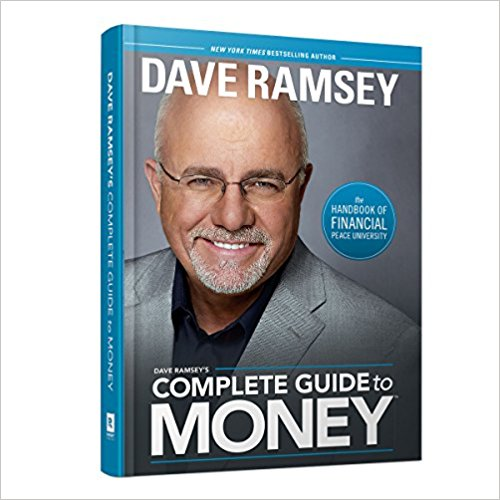 DAVE RAMSEY'S COMPLETE GUIDE to MONEY
NEW YORK TIMES BESTSELLING AUTHOR
DAVE RAMSEY
the
HANDBOOK OF
FINANCIAL
PEACE UNIVERSITY
DAVE RAMSEY'S
COMPLETE GUIDE to
MONEY™